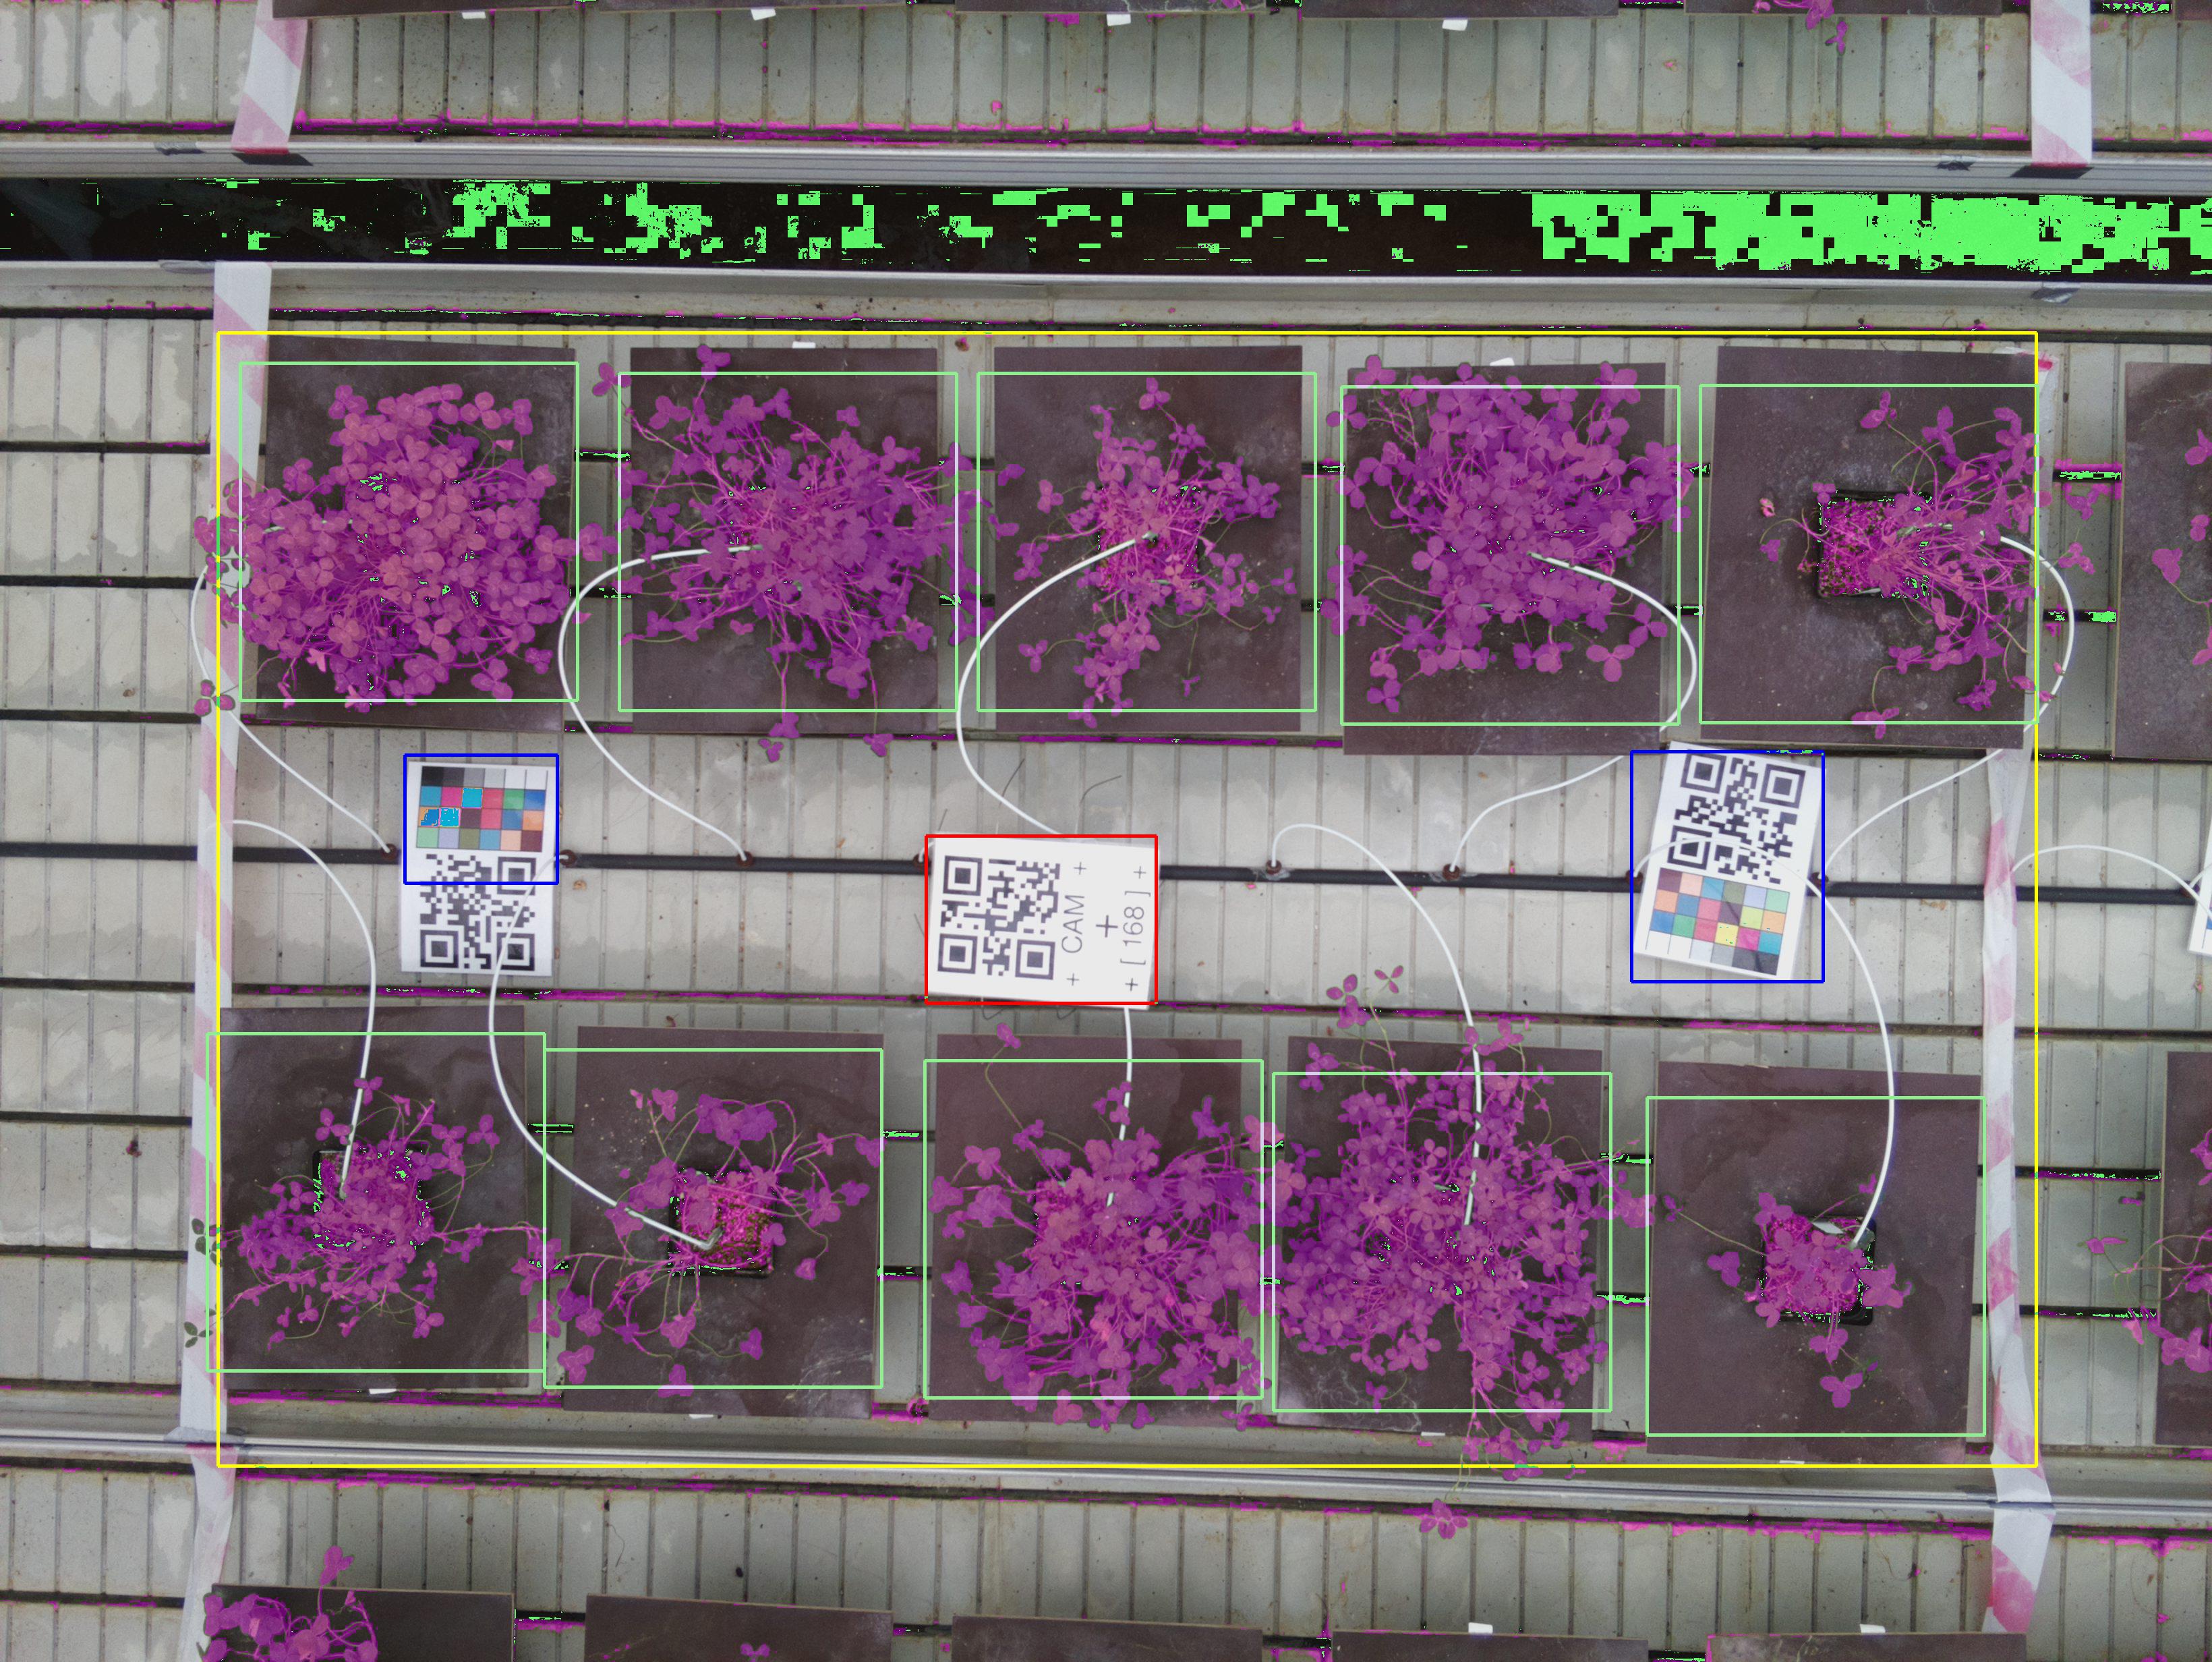 + CAM +
+
+ [ 168 ] +